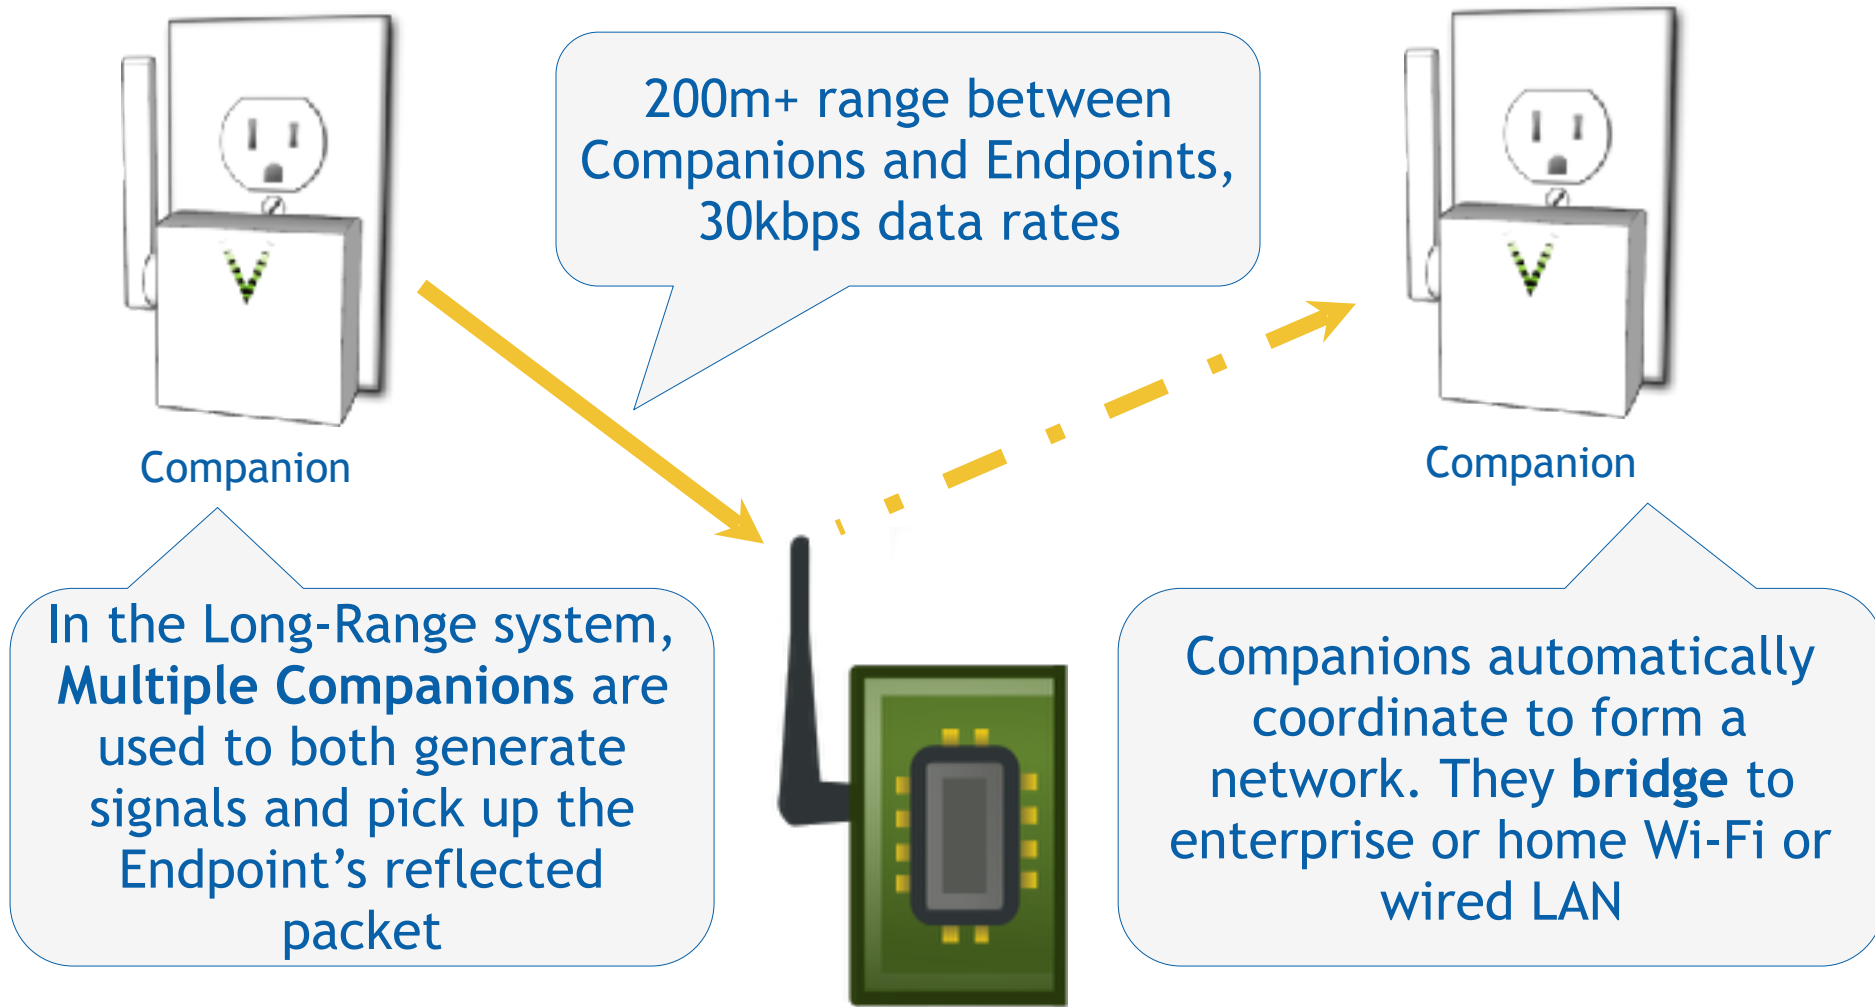 200m+ range between
Companions and Endpoints,
30kbps data rates
Companion
Companion
In the Long-Range system,
Multiple Companions are
used to both generate
signals and pick up the
Endpoint’s reflected
packet
Companions automatically
coordinate to form a
network. They bridge to
enterprise or home Wi-Fi or
wired LAN